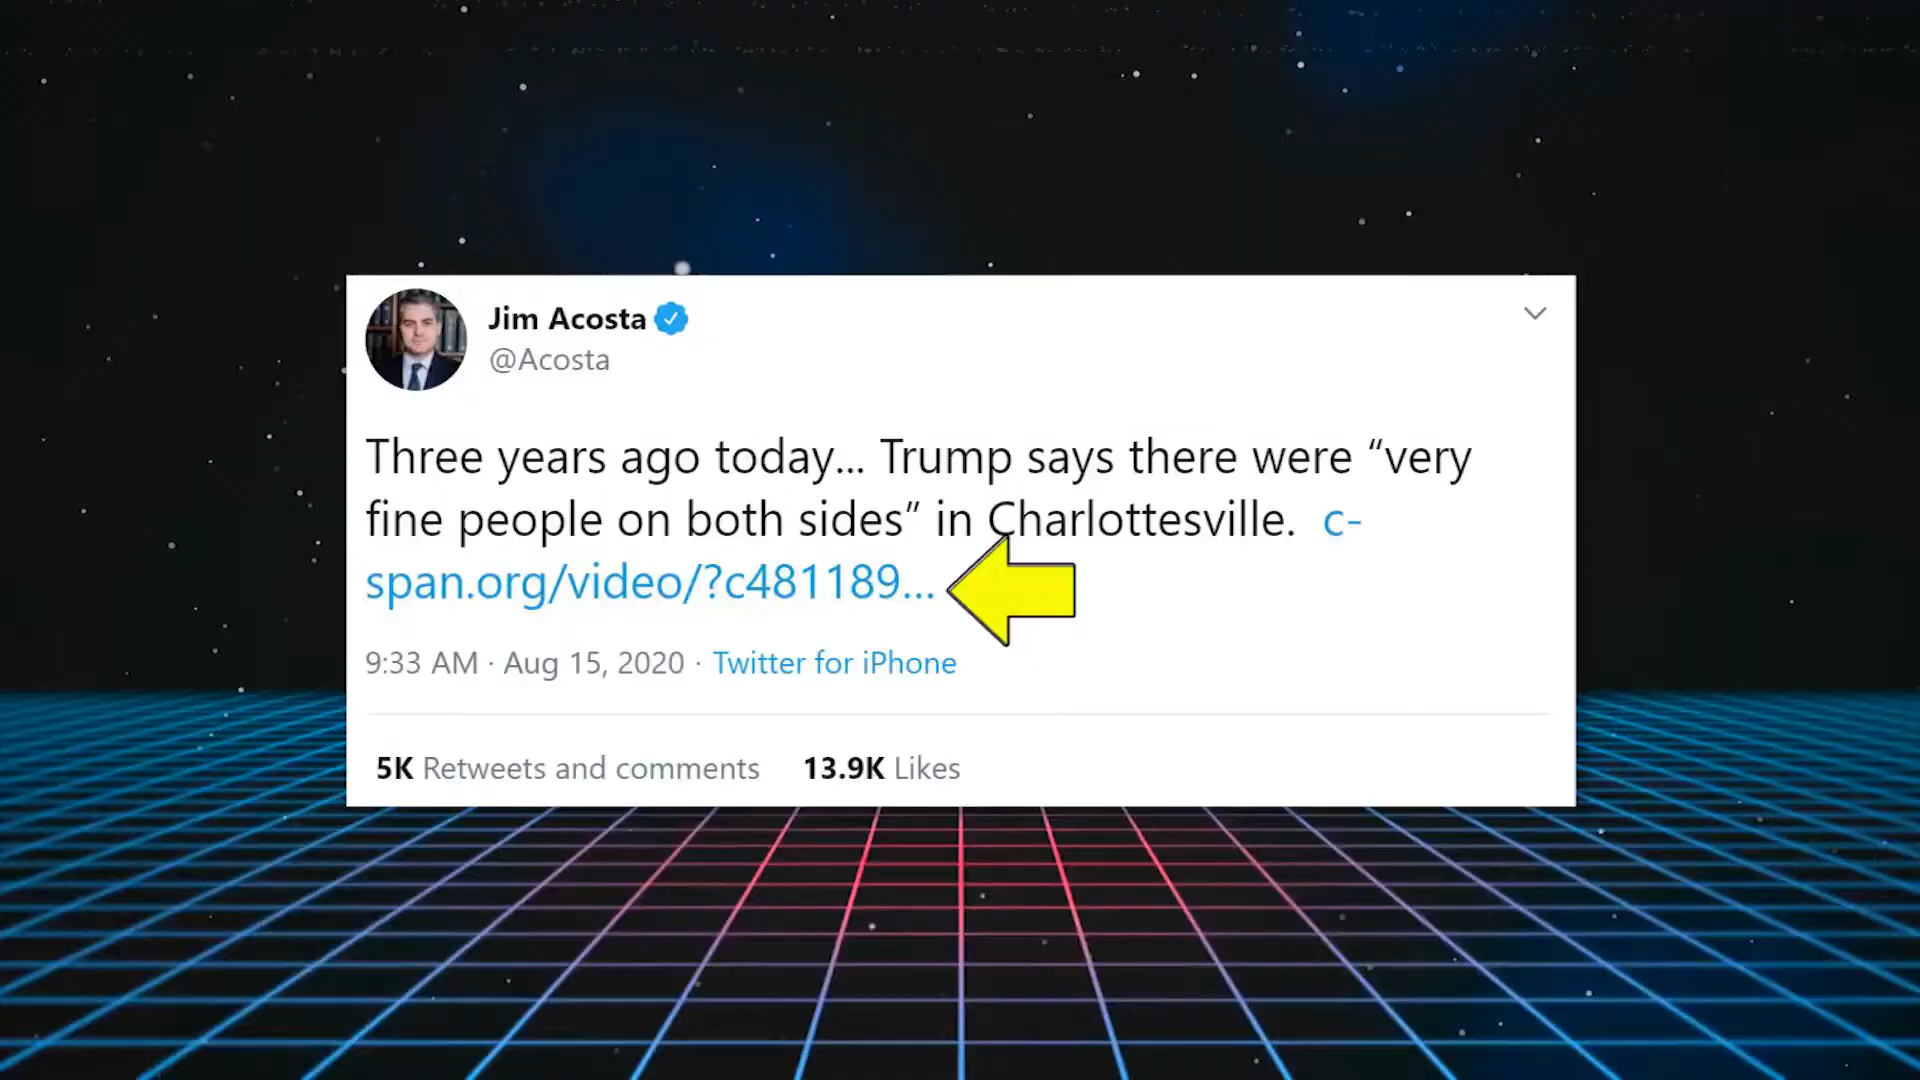 Jim Acosta
@Acosta
Three years ago today... Trump says there were “very
fine people on both sides” in Charlottesville. c-
span.org/video/?c481189...
9:33 AM · Aug 15, 2020 · Twitter for iPhone
5K Retweets and comments 13.9K Likes